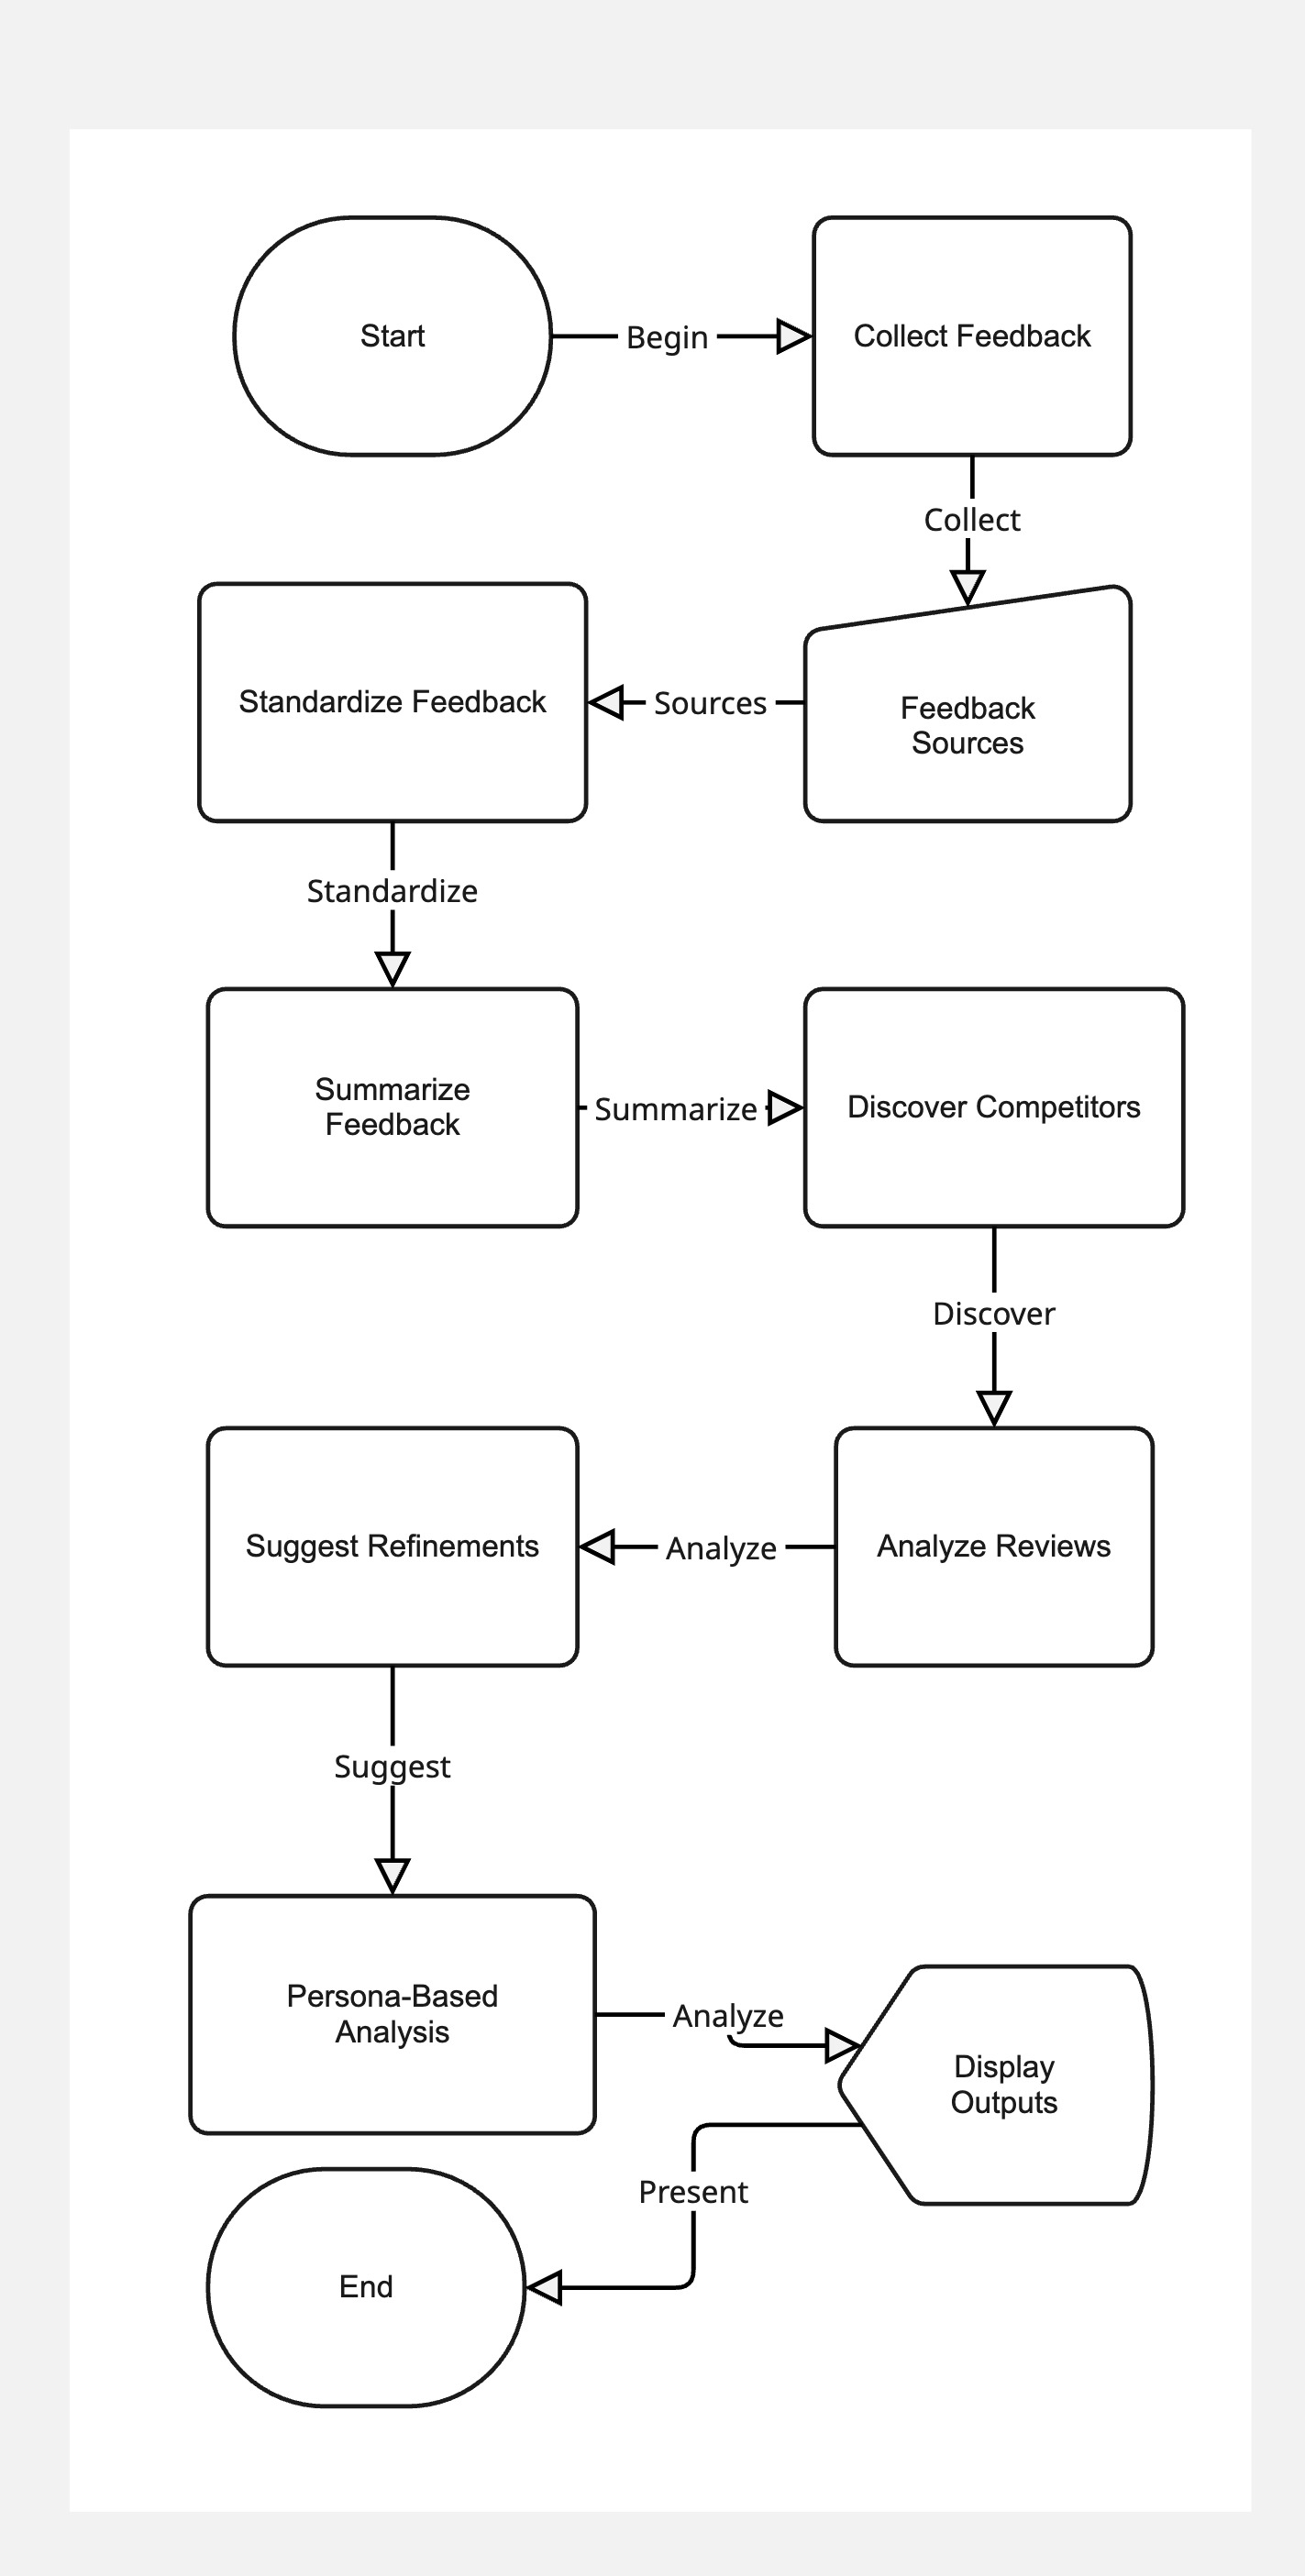 Start
Begin
Collect Feedback
Collect
Feedback
Sources
Sources
Standardize Feedback
Standardize
Summarize
Feedback
Summarize
Discover Competitors
Discover
Analyze Reviews
Analyze
Suggest Refinements
Suggest
Persona-Based
Analysis
Analyze
Display
Outputs
Present
End